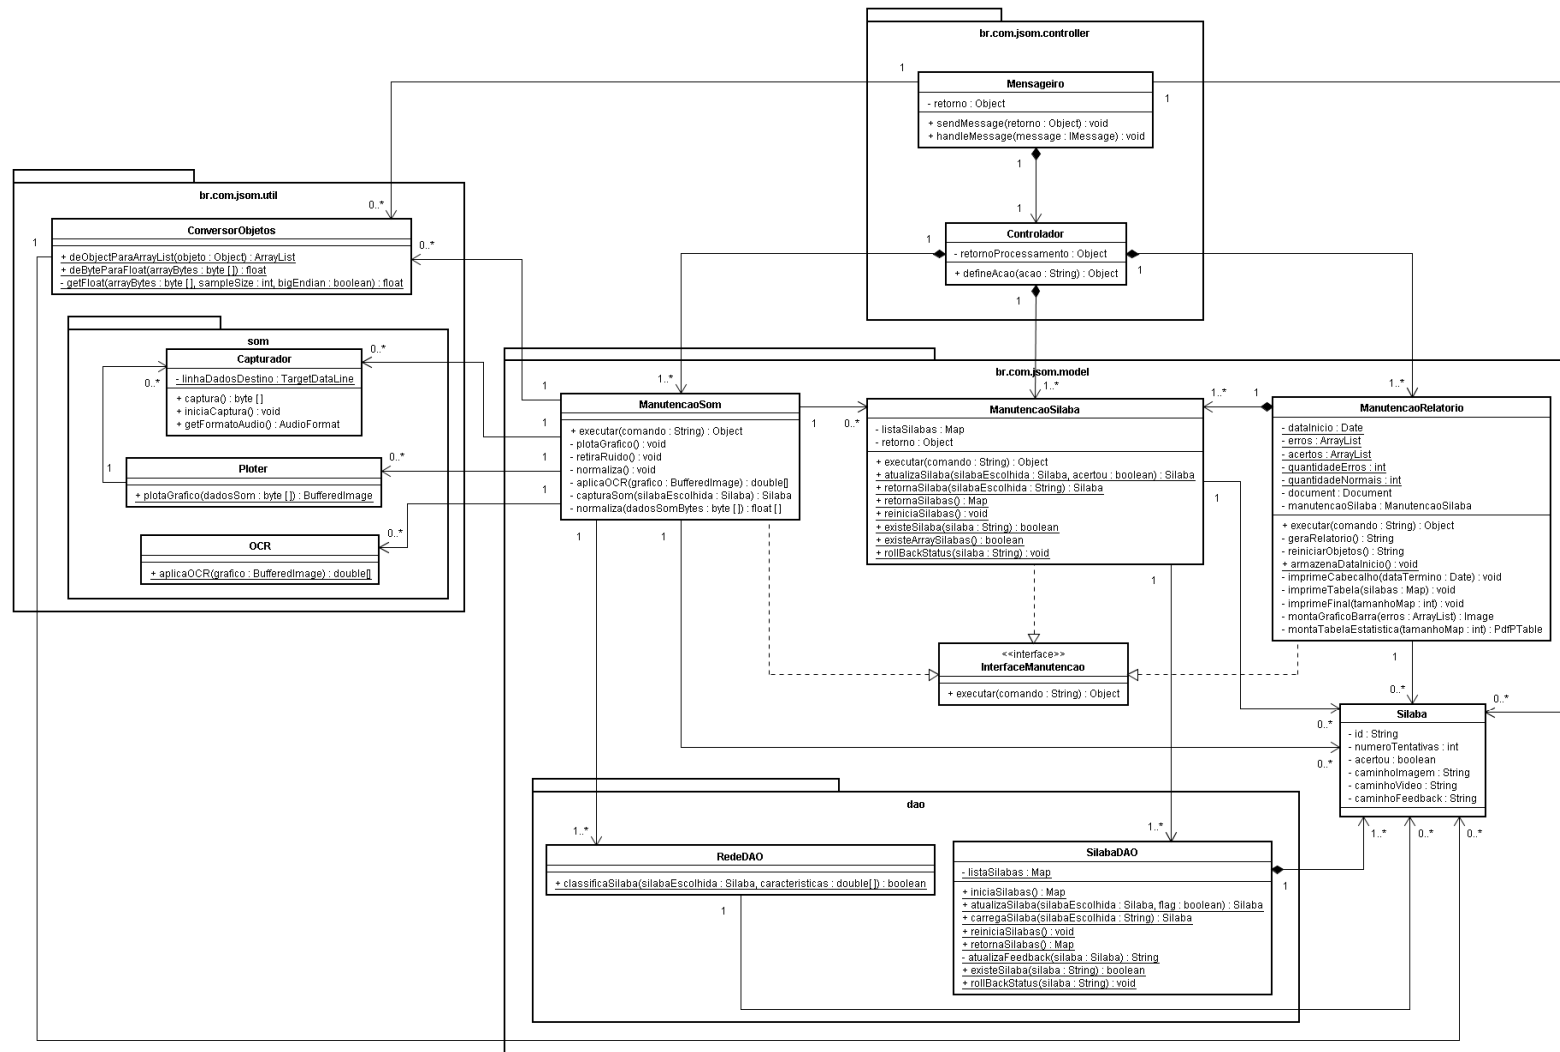 br.com.jsom.controller
Mensageiro
- retorno : Object
+ sendMessage(retorno : Object) : void
+ handleMessage(message : IMessage) : void
1
1
1
1
Controlador
- retornoProcessamento : Object
+ defineAcao(acao : String) : Object
1
1
1
br.com.jsom.util
0..*
ConversorObjetos
+ deObjectParaArrayList(objeto : Object) : ArrayList
+ deByteParaFloat(arrayBytes : byte [ ]) : float
- getFloat(arrayBytes : byte [ ], sampleSize : int, bigEndian : boolean) : float
1
0..*
som
Capturador
- linhaDadosDestino : TargetDataLine
+ captura() : byte [ ]
+ iniciaCaptura() : void
+ getFormatoAudio() : AudioFormat
0..*
0..*
Ploter
+ plotaGrafico(dadosSom : byte [ ]) : BufferedImage
1
0..*
OCR
+ aplicaOCR(grafico : BufferedImage) : double[]
0..*
br.com.jsom.model
1..*
1..*
1..*
ManutencaoSom
+ executar(comando : String) : Object
- plotaGrafico() : void
- retiraRuido() : void
- normaliza() : void
- aplicaOCR(grafico : BufferedImage) : double[]
- capturaSom(silabaEscolhida : Silaba) : Silaba
- normaliza(dadosSomBytes : byte [ ]) : float [ ]
1
1
1
1
1
1
1
0..*
ManutencaoSilaba
- listaSilabas : Map
- retorno : Object
+ executar(comando : String) : Object
+ atualizaSilaba(silabaEscolhida : Silaba, acertou : boolean) : Silaba
+ retornaSilaba(silabaEscolhida : String) : Silaba
+ retornaSilabas() : Map
+ reiniciaSilabas() : void
+ existeSilaba(silaba : String) : boolean
+ existeArraySilabas() : boolean
+ rollBackStatus(silaba : String) : void
1..*
1
1
1
ManutencaoRelatorio
- dataInicio : Date
- erros : ArrayList
- acertos : ArrayList
- quantidadeErros : int
- quantidadeNormais : int
- document : Document
- manutencaoSilaba : ManutencaoSilaba
+ executar(comando : String) : Object
- geraRelatorio() : String
- reiniciarObjetos() : String
+ armazenaDataInicio() : void
- imprimeCabecalho(dataTermino : Date) : void
- imprimeTabela(silabas : Map) : void
- imprimeFinal(tamanhoMap : int) : void
- montaGraficoBarra(erros : ArrayList) : Image
- montaTabelaEstatistica(tamanhoMap : int) : PdfPTable
1
<<interface>>
InterfaceManutencao
+ executar(comando : String) : Object
0..*
0..*
0..*
0..*
Silaba
- id : String
- numeroTentativas : int
- acertou : boolean
- caminhoImagem : String
- caminhoVideo : String
- caminhoFeedback : String
1..*
0..*
0..*
dao
1..*
1..*
RedeDAO
+ classificaSilaba(silabaEscolhida : Silaba, caracteristicas : double[ ]) : boolean
1
SilabaDAO
- listaSilabas : Map
+ iniciaSilabas() : Map
+ atualizaSilaba(silabaEscolhida : Silaba, flag : boolean) : Silaba
+ carregaSilaba(silabaEscolhida : String) : Silaba
+ reiniciaSilabas() : void
+ retornaSilabas() : Map
- atualizaFeedback(silaba : Silaba) : String
+ existeSilaba(silaba : String) : boolean
+ rollBackStatus(silaba : String) : void
1